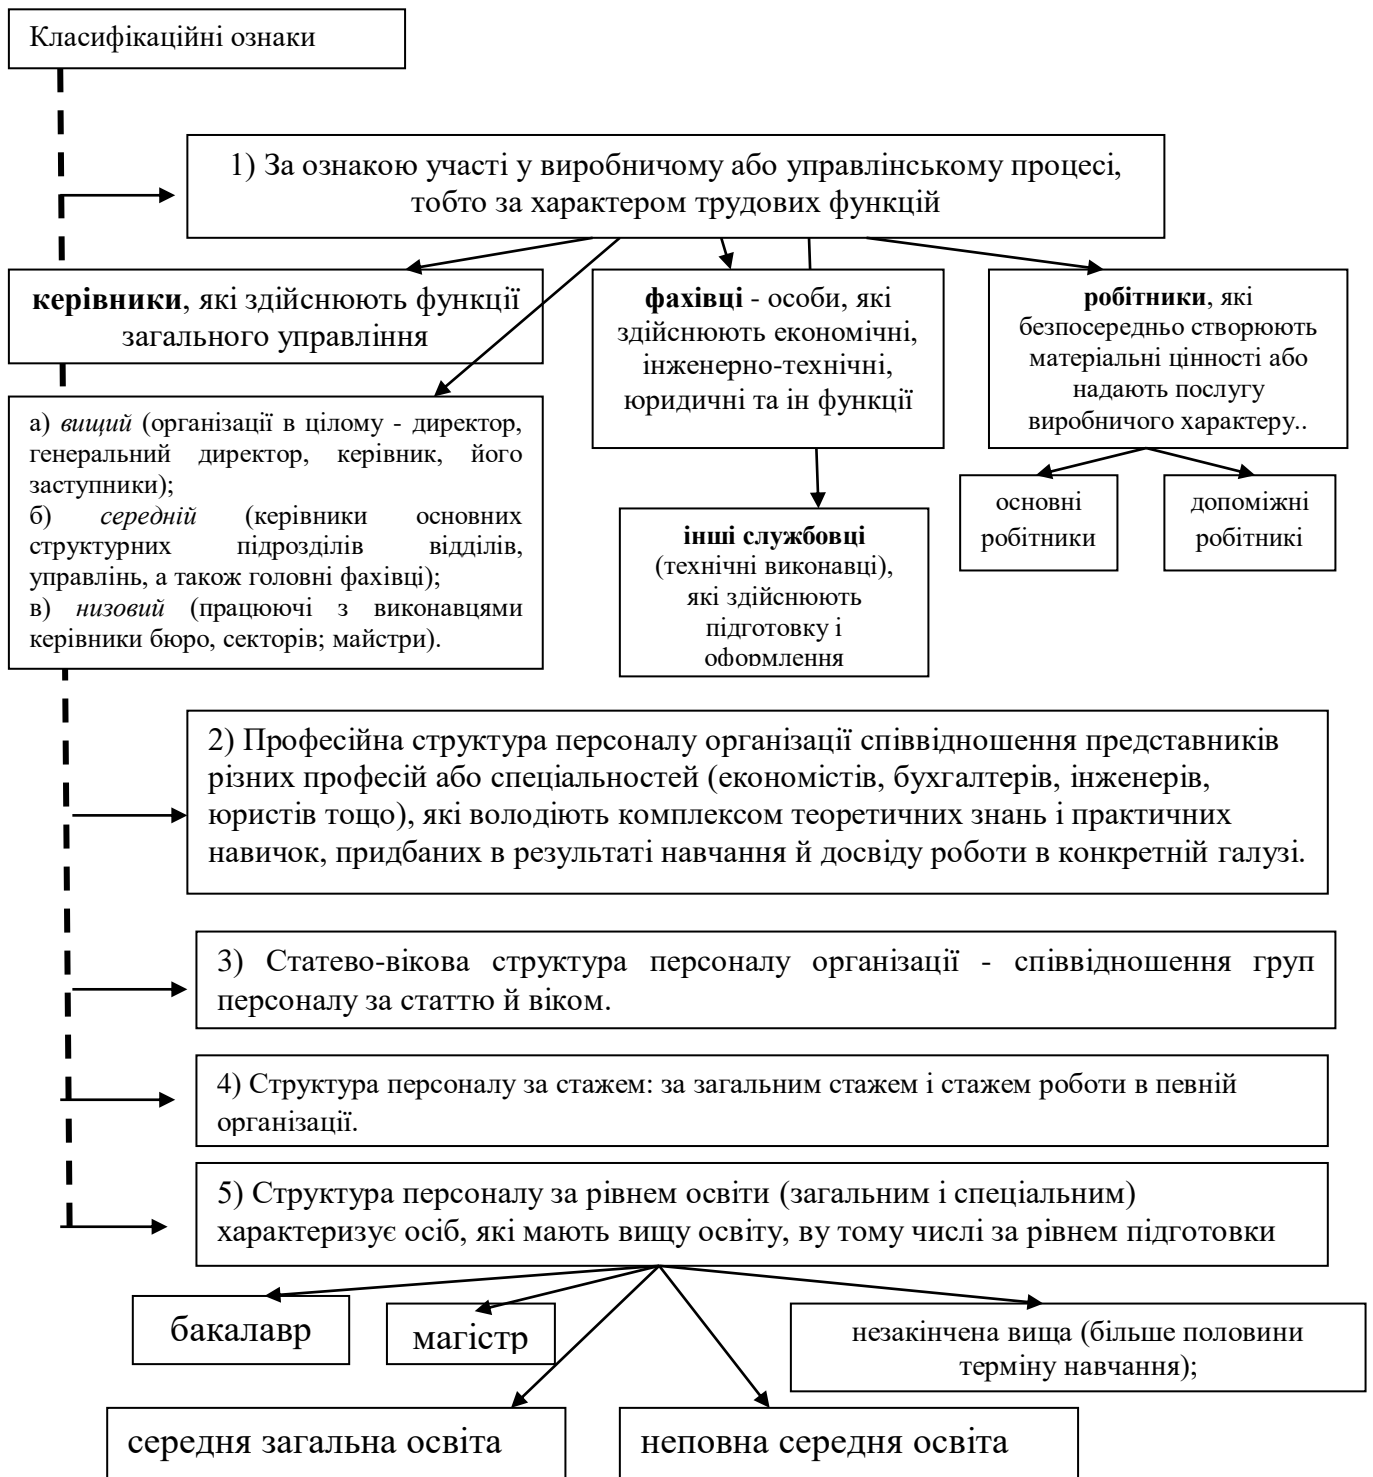 Класифікаційні ознаки
1) За ознакою участі у виробничому або управлінському процесі,
тобто за характером трудових функцій
керівники, які здійснюють функції
загального управління
фахівці - особи, які
здійснюють економічні,
інженерно-технічні,
юридичні та ін функції
робітники, які
безпосередньо створюють
матеріальні цінності або
надають послугу
виробничого характеру..
а) вищий (організації в цілому - директор,
генеральний директор, керівник, його
заступники);
б) середній (керівники основних
структурних підрозділів відділів,
управлінь, а також головні фахівці);
в) низовий (працюючі з виконавцями
керівники бюро, секторів; майстри).
інші службовці
(технічні виконавці),
які здійснюють
підготовку і
оформлення
основні
робітники
допоміжні
робітникі
2) Професійна структура персоналу організації співвідношення представників
різних професій або спеціальностей (економістів, бухгалтерів, інженерів,
юристів тощо), які володіють комплексом теоретичних знань і практичних
навичок, придбаних в результаті навчання й досвіду роботи в конкретній галузі.
3) Статево-вікова структура персоналу організації - співвідношення груп
персоналу за статтю й віком.
4) Структура персоналу за стажем: за загальним стажем і стажем роботи в певній
організації.
5) Структура персоналу за рівнем освіти (загальним і спеціальним)
характеризує осіб, які мають вищу освіту, ву тому числі за рівнем підготовки
бакалавр
магістр
незакінчена вища (більше половини
терміну навчання);
середня загальна освіта
неповна середня освіта